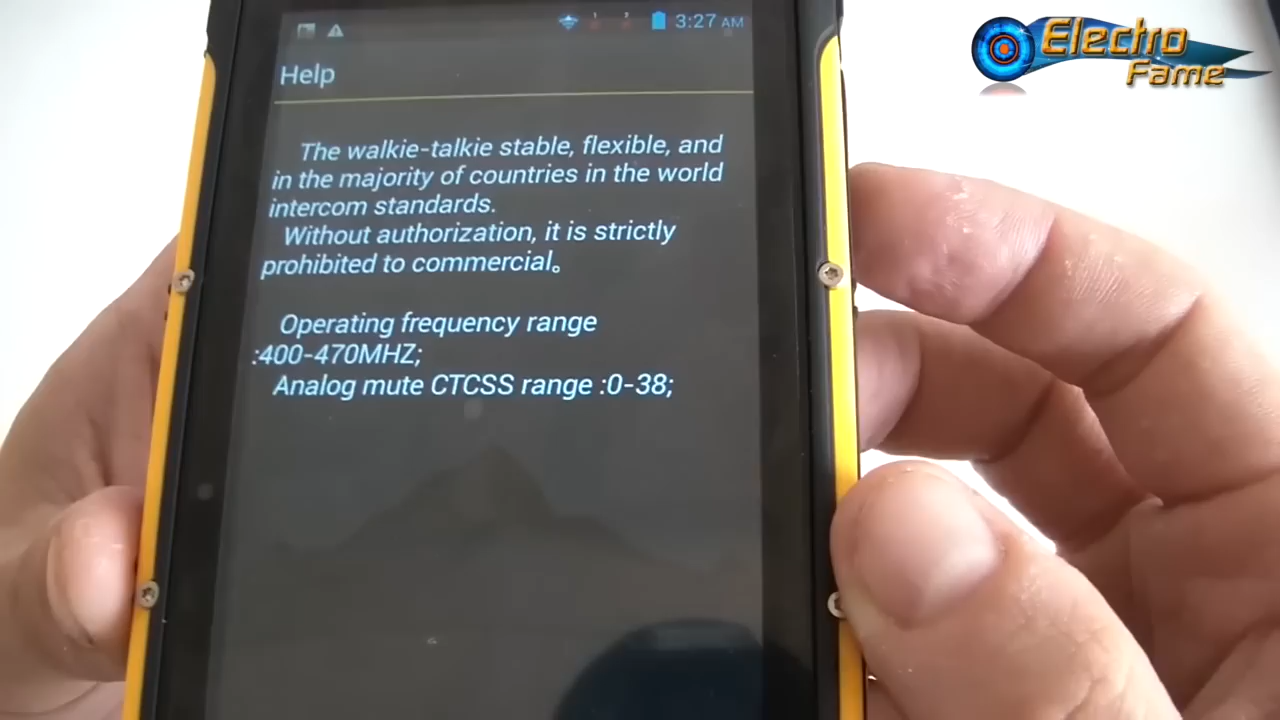 1 2 3:27 AM
Electro
Fame
Help
The walkie-talkie stable, flexible, and
in the majority of countries in the world
intercom standards.
Without authorization, it is strictly
prohibited to commercial。
Operating frequency range
:400-470MHZ;
Analog mute CTCSS range :0-38;